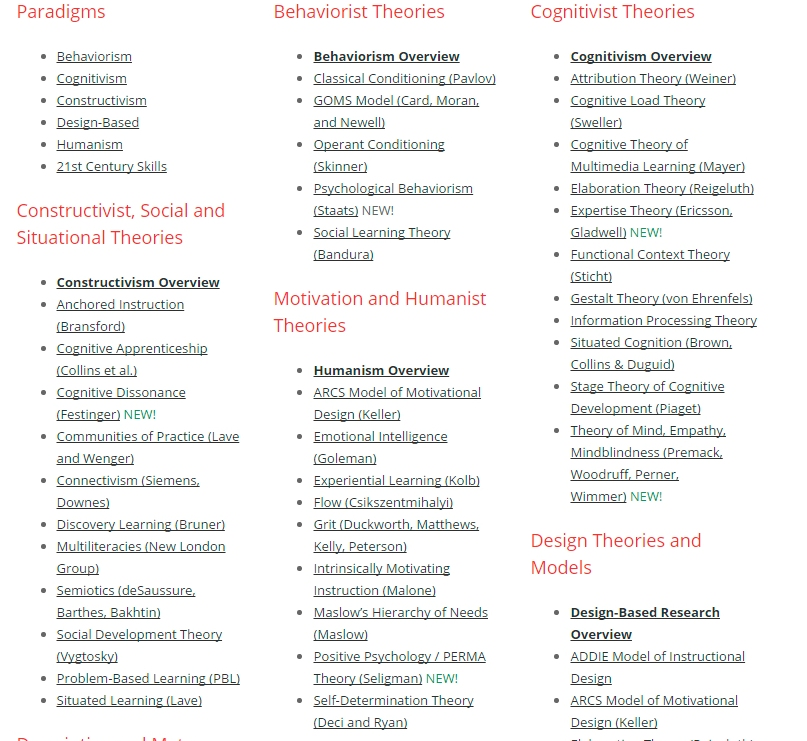 Paradigms
Behaviorism
Cognitivism
Constructivism
Design-Based
Humanism
21st Century Skills
Constructivist, Social and
Situational Theories
Constructivism Overview
Anchored Instruction
(Bransford)
Cognitive Apprenticeship
(Collins et al.)
Cognitive Dissonance
(Festinger) NEW!
Communities of Practice (Lave
and Wenger)
Connectivism (Siemens,
Downes)
Discovery Learning (Bruner)
Multiliteracies (New London
Group)
Semiotics (deSaussure,
Barthes, Bakhtin)
Social Development Theory
(Vygtosky)
Problem-Based Learning (PBL)
Situated Learning (Lave)
Behaviorist Theories
Behaviorism Overview
Classical Conditioning (Pavlov)
GOMS Model (Card, Moran,
and Newell)
Operant Conditioning
(Skinner)
Psychological Behaviorism
(Staats) NEW!
Social Learning Theory
(Bandura)
Motivation and Humanist
Theories
Humanism Overview
ARCS Model of Motivational
Design (Keller)
Emotional Intelligence
(Goleman)
Experiential Learning (Kolb)
Flow (Csikszentmihalyi)
Grit (Duckworth, Matthews,
Kelly, Peterson)
Intrinsically Motivating
Instruction (Malone)
Maslow’s Hierarchy of Needs
(Maslow)
Positive Psychology / PERMA
Theory (Seligman) NEW!
Self-Determination Theory
(Deci and Ryan)
Cognitivist Theories
Cognitivism Overview
Attribution Theory (Weiner)
Cognitive Load Theory
(Sweller)
Cognitive Theory of
Multimedia Learning (Mayer)
Elaboration Theory (Reigeluth)
Expertise Theory (Ericsson,
Gladwell) NEW!
Functional Context Theory
(Sticht)
Gestalt Theory (von Ehrenfels)
Information Processing Theory
Situated Cognition (Brown,
Collins & Duguid)
Stage Theory of Cognitive
Development (Piaget)
Theory of Mind, Empathy,
Mindblindness (Premack,
Woodruff, Perner,
Wimmer) NEW!
Design Theories and
Models
Design-Based Research
Overview
ADDIE Model of Instructional
Design
ARCS Model of Motivational
Design (Keller)